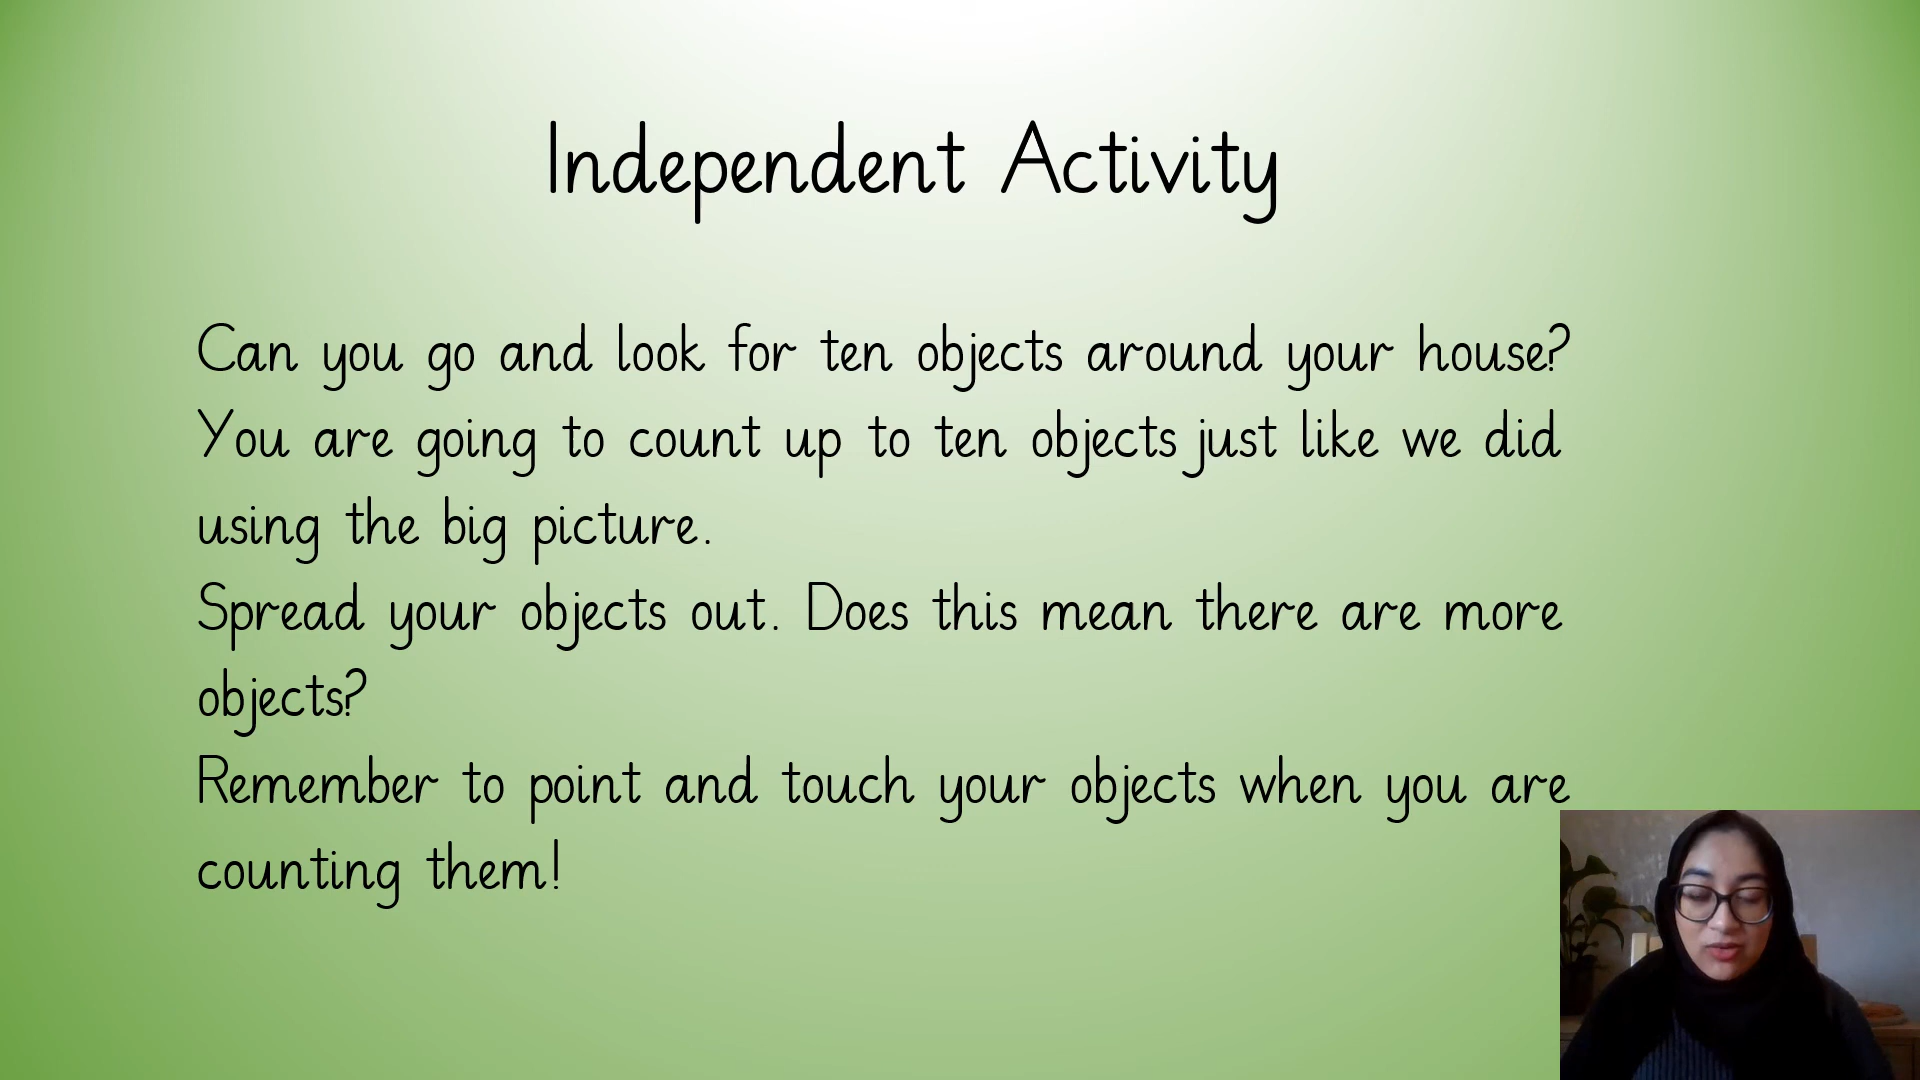 Independent Activity
Can you go and look for ten objects around your house?
You are going to count up to ten objects just like we did
using the big picture.
Spread your objects out. Does this mean there are more
objects?
Remember to point and touch your objects when you are
counting them!